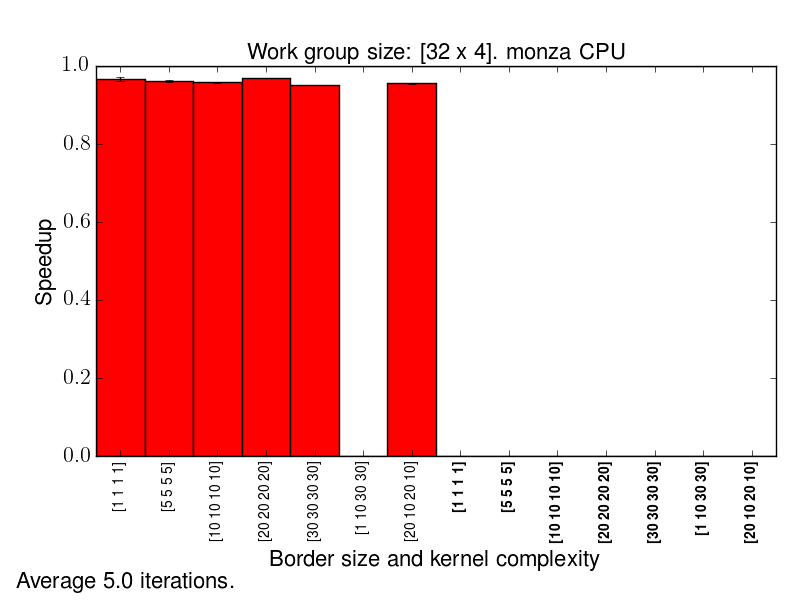 Work group size: [32 x 4]. monza CPU
1.0
0.8
0.6
0.4
0.2
0.0
Speedup
[1 1 1 1]
[5 5 5 5]
[10 10 10 10]
[20 20 20 20]
[30 30 30 30]
[1 10 30 30]
[20 10 20 10]
[1 1 1 1]
[5 5 5 5]
[10 10 10 10]
[20 20 20 20]
[30 30 30 30]
[1 10 30 30]
[20 10 20 10]
Border size and kernel complexity
Average 5.0 iterations.